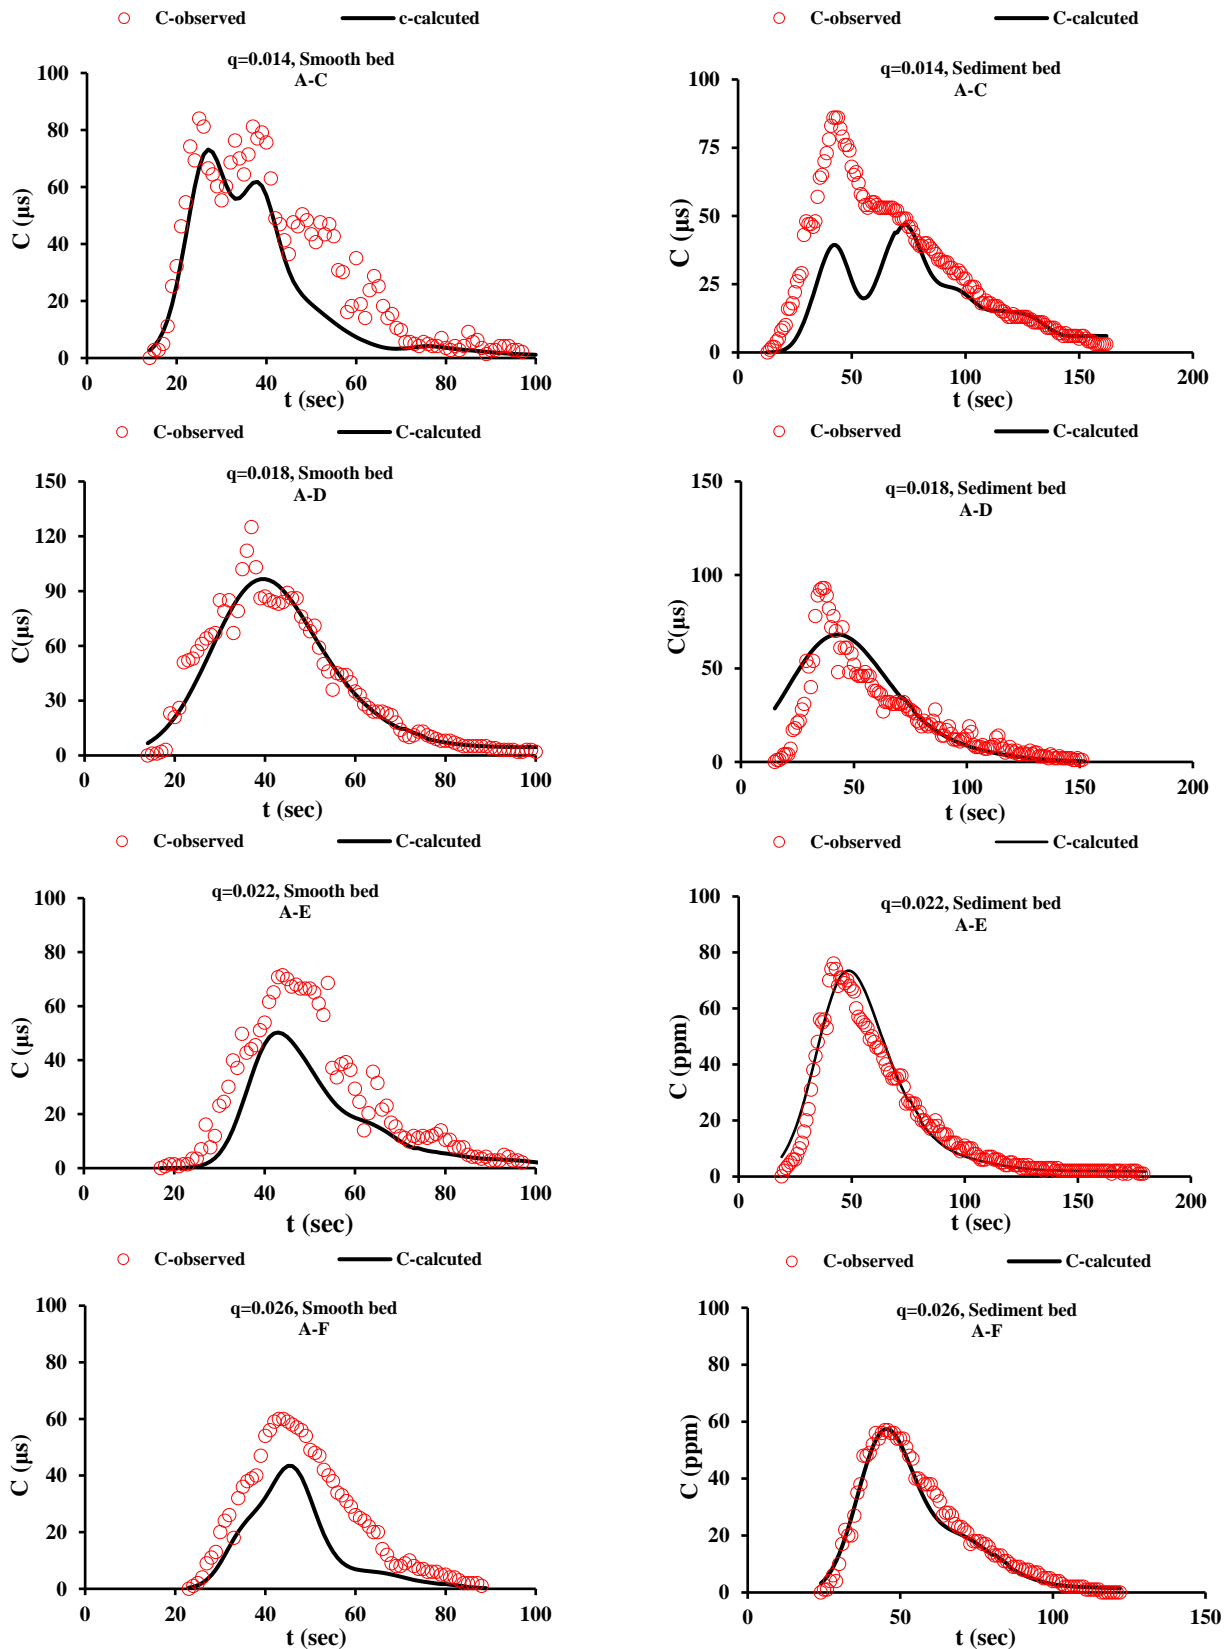 C-observed c-calcuted
q=0.014, Smooth bed
A-C
100
80
60
40
20
0
C (µs)
0 20 40 60 80 100
t (sec)
C-observed C-calcuted
q=0.014, Sediment bed
A-C
100
75
50
25
0
C (µs)
0 50 100 150 200
t (sec)
C-observed C-calcuted
q=0.018, Smooth bed
A-D
150
120
90
60
30
0
C(µs)
0 20 40 60 80 100
t (sec)
C-observed C-calcuted
q=0.018, Sediment bed
A-D
150
100
50
0
C(µs)
0 50 100 150 200
t (sec)
C-observed C-calcuted
q=0.022, Smooth bed
A-E
100
80
60
40
20
0
C (µs)
0 20 40 60 80 100
t (sec)
C-observed C-calcuted
q=0.022, Sediment bed
A-E
100
80
60
40
20
0
C (ppm)
0 50 100 150 200
t (sec)
C-observed C-calcuted
q=0.026, Smooth bed
A-F
100
80
60
40
20
0
C (µs)
0 20 40 60 80 100
t (sec)
C-observed C-calcuted
q=0.026, Sediment bed
A-F
100
80
60
40
20
0
C (ppm)
0 50 100 150
t (sec)